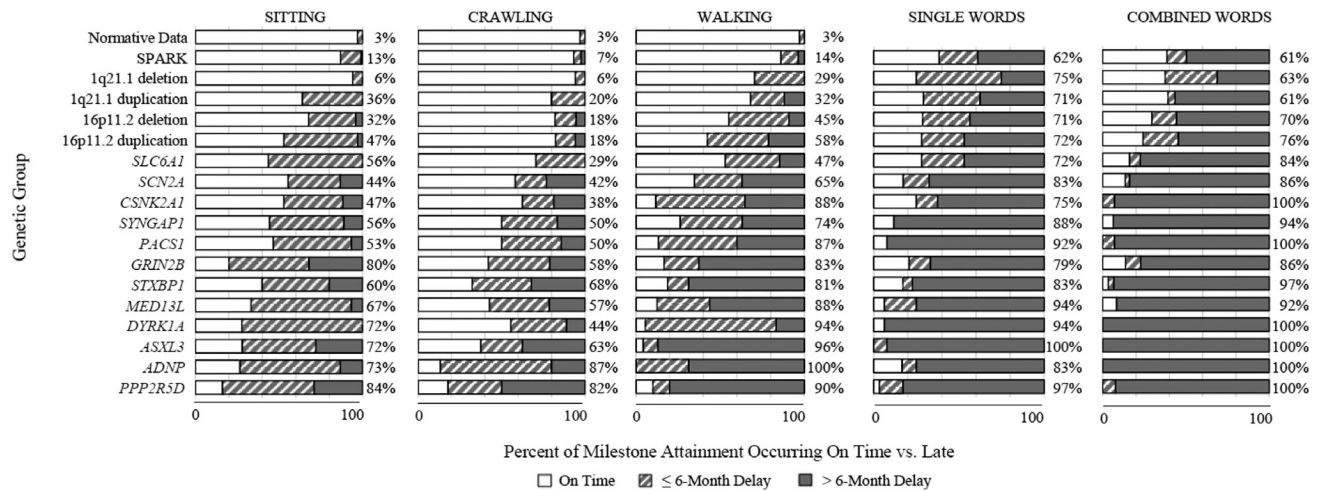 SITTING CRAWLING WALKING SINGLE WORDS COMBINED WORDS
Normative Data 3% 3% 3%
SPARK 13% 7% 14% 62% 61%
1q21.1 deletion 6% 6% 29% 75% 63%
1q21.1 duplication 36% 20% 32% 71% 61%
16p11.2 deletion 32% 18% 45% 71% 70%
16p11.2 duplication 47% 18% 58% 72% 76%
SLC6A1 56% 29% 47% 72% 84%
SCN2A 44% 42% 65% 83% 86%
CSNK2A1 47% 38% 88% 75% 100%
SYNGAP1 56% 50% 74% 88% 94%
PACS1 53% 50% 87% 92% 100%
GRIN2B 80% 58% 83% 79% 86%
STXBP1 60% 68% 81% 83% 97%
MED13L 67% 57% 88% 94% 92%
DYRK1A 72% 44% 94% 94% 100%
ASXL3 72% 63% 96% 100% 100%
ADNP 73% 87% 100% 83% 100%
PPP2R5D 84% 82% 90% 97% 100%
0 100 0 100 0 100 0 100 0 100
Genetic Group
Percent of Milestone Attainment Occurring On Time vs. Late
On Time ≤ 6-Month Delay > 6-Month Delay